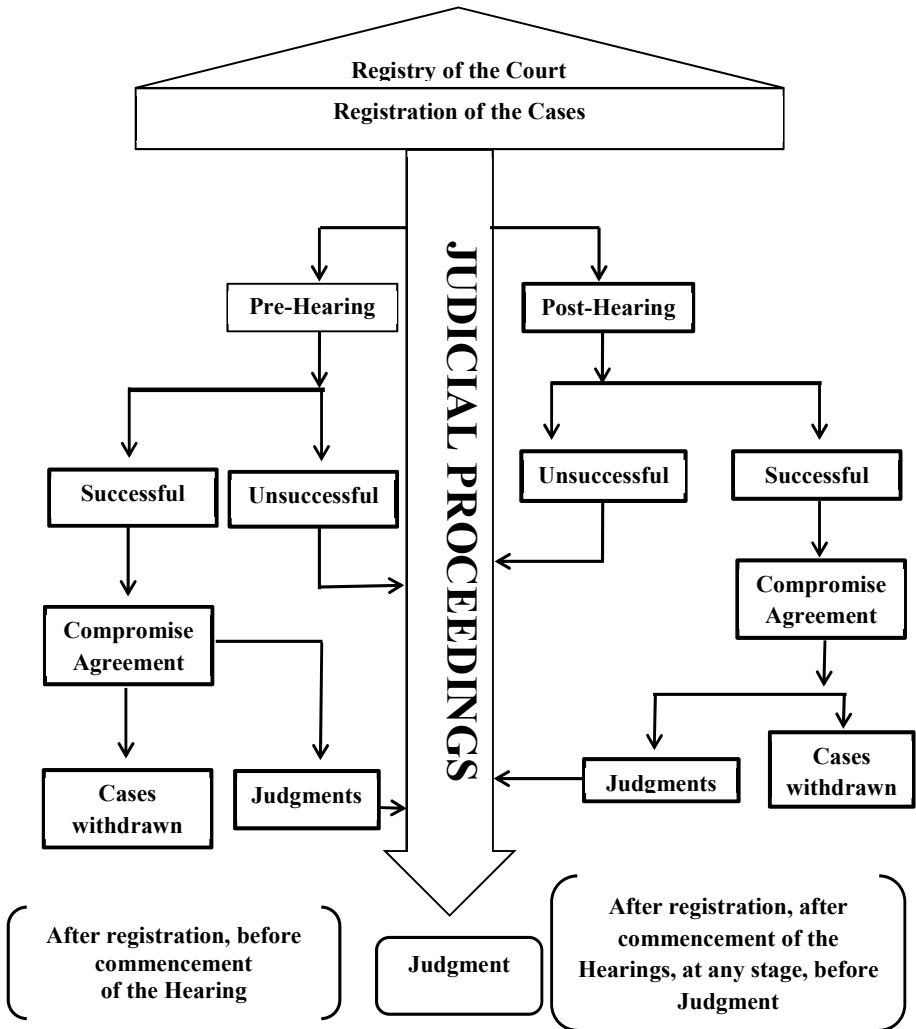 Registry of the Court
Registration of the Cases
JUDICIAL PROCEEDINGS
Pre-Hearing
Post-Hearing
Successful
Unsuccessful
Unsuccessful
Successful
Compromise
Agreement
Compromise
Agreement
Cases
withdrawn
Judgments
Judgments
Cases
withdrawn
After registration, before
commencement
of the Hearing
Judgment
After registration, after
commencement of the
Hearings, at any stage, before
Judgment